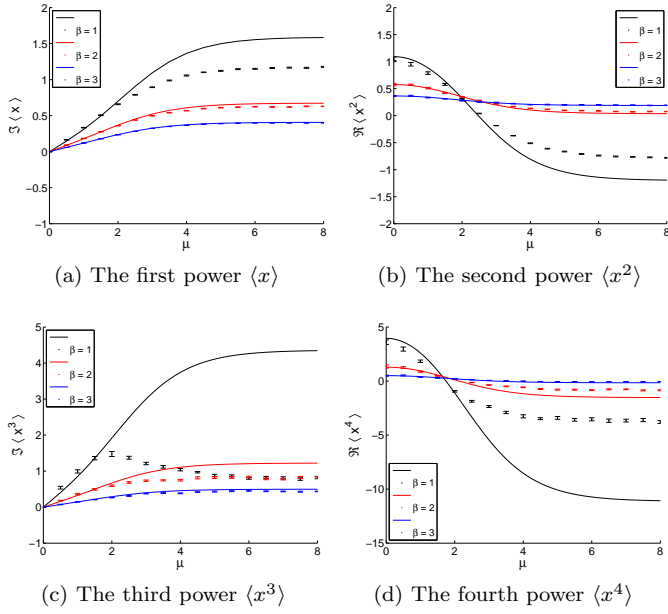 2
1.5
1
0.5
0
−0.5
−1
0 2 4 6 8
μ
ℑ ⟨ x ⟩
β = 1
β = 2
β = 3
(a) The first power ⟨x⟩
2
1.5
1
0.5
0
−0.5
−1
−1.5
−2
0 2 4 6 8
μ
ℜ ⟨ x² ⟩
β = 1
β = 2
β = 3
(b) The second power ⟨x²⟩
5
4
3
2
1
0
−1
0 2 4 6 8
μ
ℑ ⟨ x³ ⟩
β = 1
β = 2
β = 3
(c) The third power ⟨x³⟩
5
0
−5
−10
−15
0 2 4 6 8
μ
ℜ ⟨ x⁴ ⟩
β = 1
β = 2
β = 3
(d) The fourth power ⟨x⁴⟩